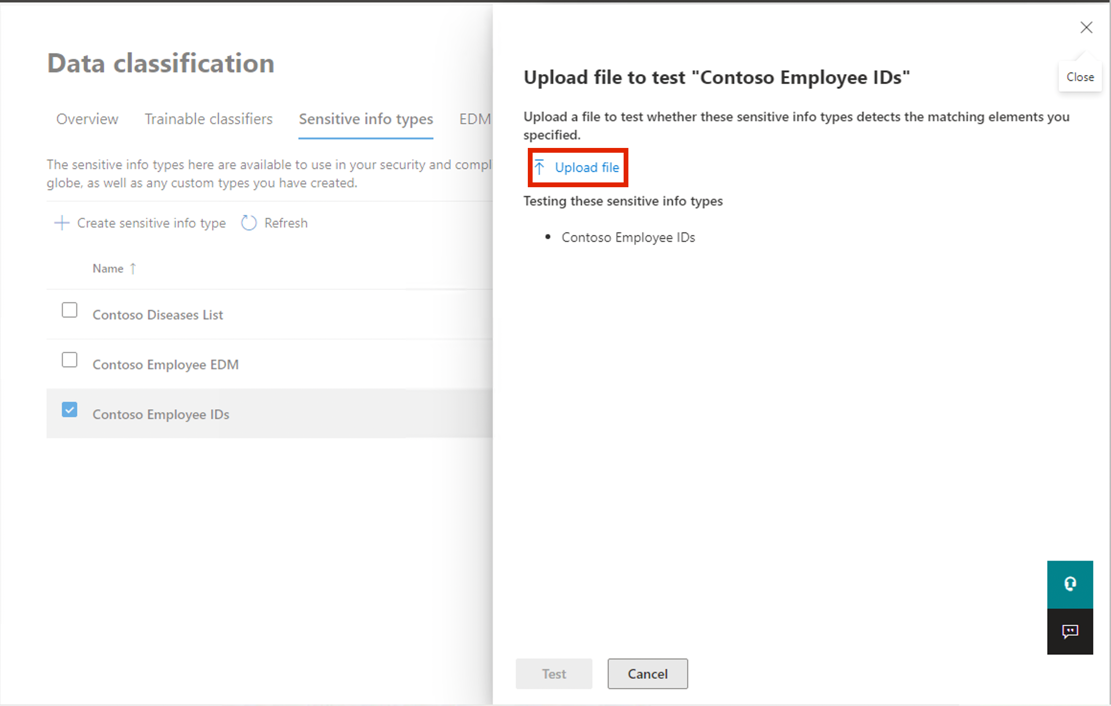 Data classification
Overview
Trainable classifiers
Sensitive info types
EDM
The sensitive info types here are available to use in your security and compl
globe, as well as any custom types you have created.
Create sensitive info type
Refresh
Name ↑
Contoso Diseases List
Contoso Employee EDM
Contoso Employee IDs
Close
Upload file to test "Contoso Employee IDs"
Upload a file to test whether these sensitive info types detects the matching elements you
specified.
Upload file
Testing these sensitive info types
• Contoso Employee IDs
Test
Cancel